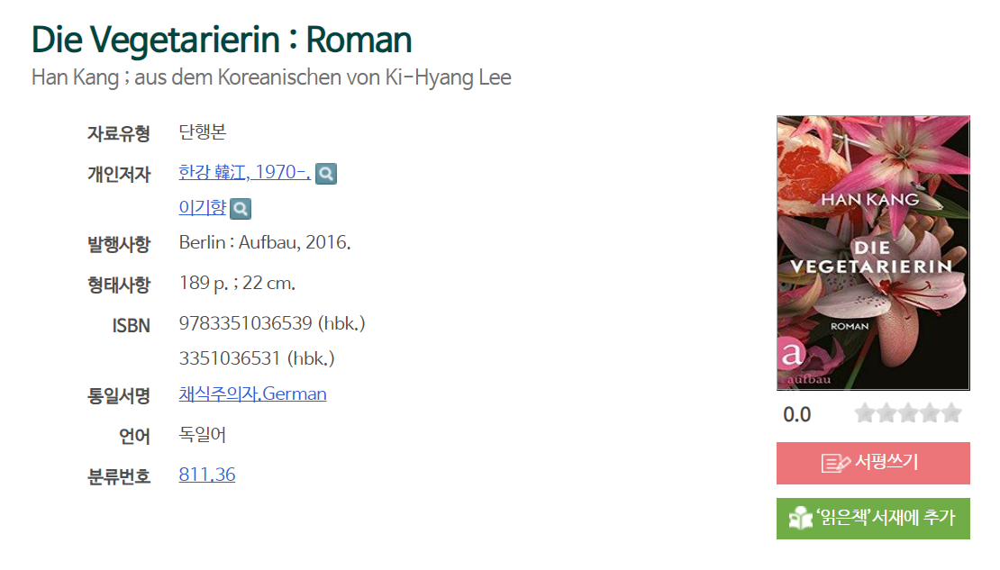 Die Vegetarierin : Roman
Han Kang ; aus dem Koreanischen von Ki-Hyang Lee
자료유형 단행본
개인저자 한강 韓江, 1970-.
이기향
발행사항 Berlin : Aufbau, 2016.
형태사항 189 p. ; 22 cm.
ISBN 9783351036539 (hbk.)
3351036531 (hbk.)
통일서명 채식주의자.German
언어 독일어
분류번호 811.36
HAN KANG
DIE
VEGETARIERIN
ROMAN
a
aufbau
0.0
서평쓰기
‘읽은책’서재에 추가